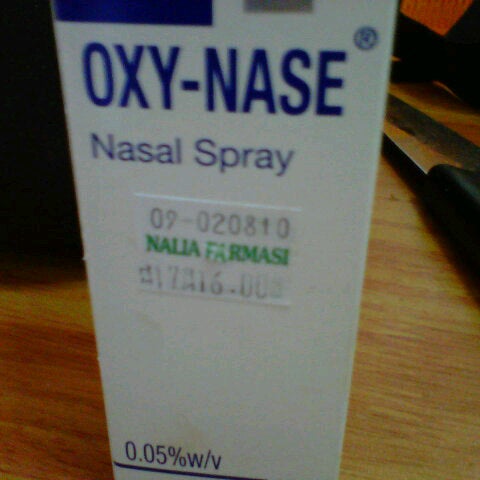 OXY-NASE®
Nasal Spray
09-020810
NALIA FARMASI
0.05%w/v